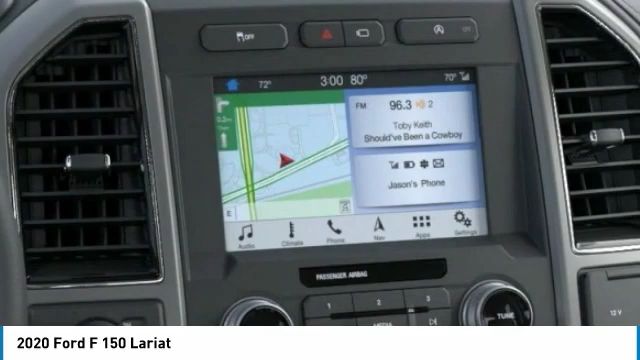 OFF
72°
3:00
80°
70°
FM
96.3
2
Toby Keith
Should've Been a Cowboy
Jason's Phone
E
Audio
Climate
Phone
Nav
Apps
Settings
PASSENGER AIRBAG
1
2
3
MEDIA
TUNE
12 V
2020 Ford F 150 Lariat